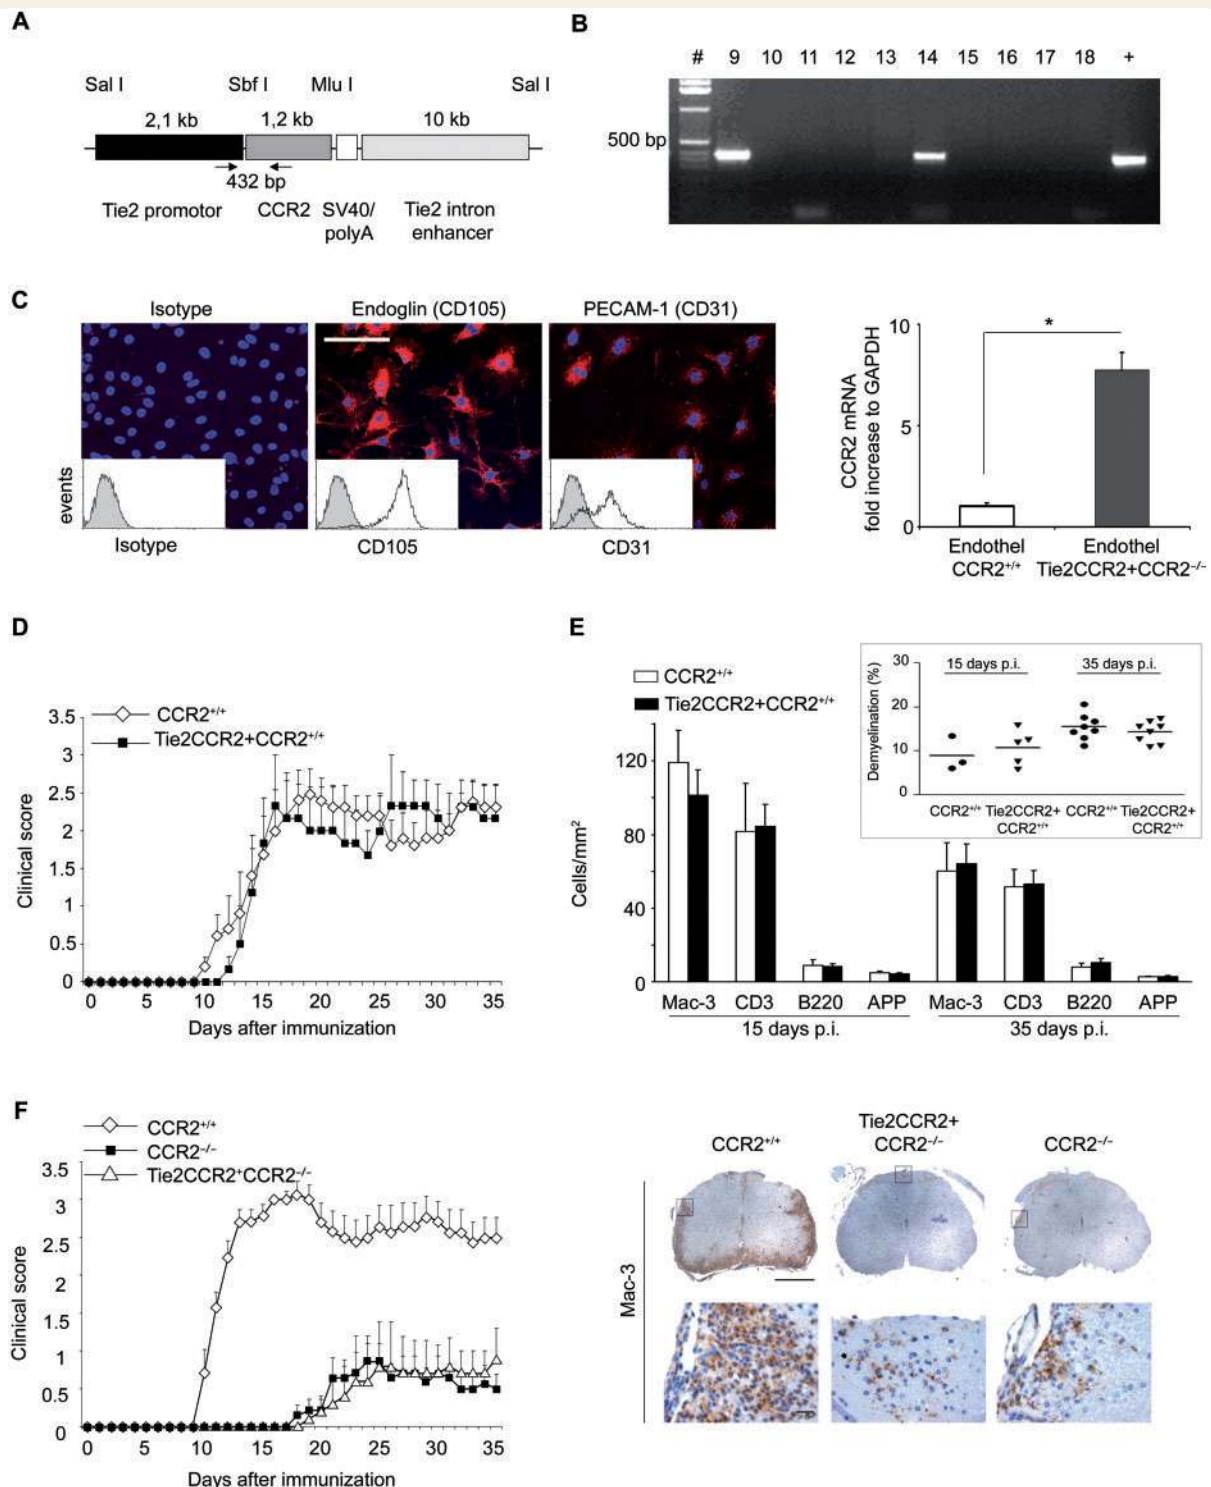 A
Sal I Sbf I Mlu I Sal I
2,1 kb 1,2 kb 10 kb
432 bp
Tie2 promotor CCR2 SV40/ Tie2 intron
polyA enhancer
B
# 9 10 11 12 13 14 15 16 17 18 +
500 bp
C
Isotype Endoglin (CD105) PECAM-1 (CD31)
events
Isotype CD105 CD31
CCR2 mRNA
fold increase to GAPDH
10
5
0
*
Endothel Endothel
CCR2+/+ Tie2CCR2+CCR2−/−
D
CCR2+/+
Tie2CCR2+CCR2+/+
Clinical score
3.5
3
2.5
2
1.5
1
0.5
0
0 5 10 15 20 25 30 35
Days after immunization
E
CCR2+/+
Tie2CCR2+CCR2+/+
Cells/mm²
120
80
40
0
Mac-3 CD3 B220 APP Mac-3 CD3 B220 APP
15 days p.i. 35 days p.i.
Demyelination (%)
30
20
10
0
15 days p.i. 35 days p.i.
CCR2+/+ Tie2CCR2+ CCR2+/+ Tie2CCR2+
CCR2+/+ CCR2+/+
F
CCR2+/+
CCR2−/−
Tie2CCR2+CCR2−/−
Clinical score
3.5
3
2.5
2
1.5
1
0.5
0
0 5 10 15 20 25 30 35
Days after immunization
Tie2CCR2+
CCR2+/+ CCR2−/− CCR2−/−
Mac-3